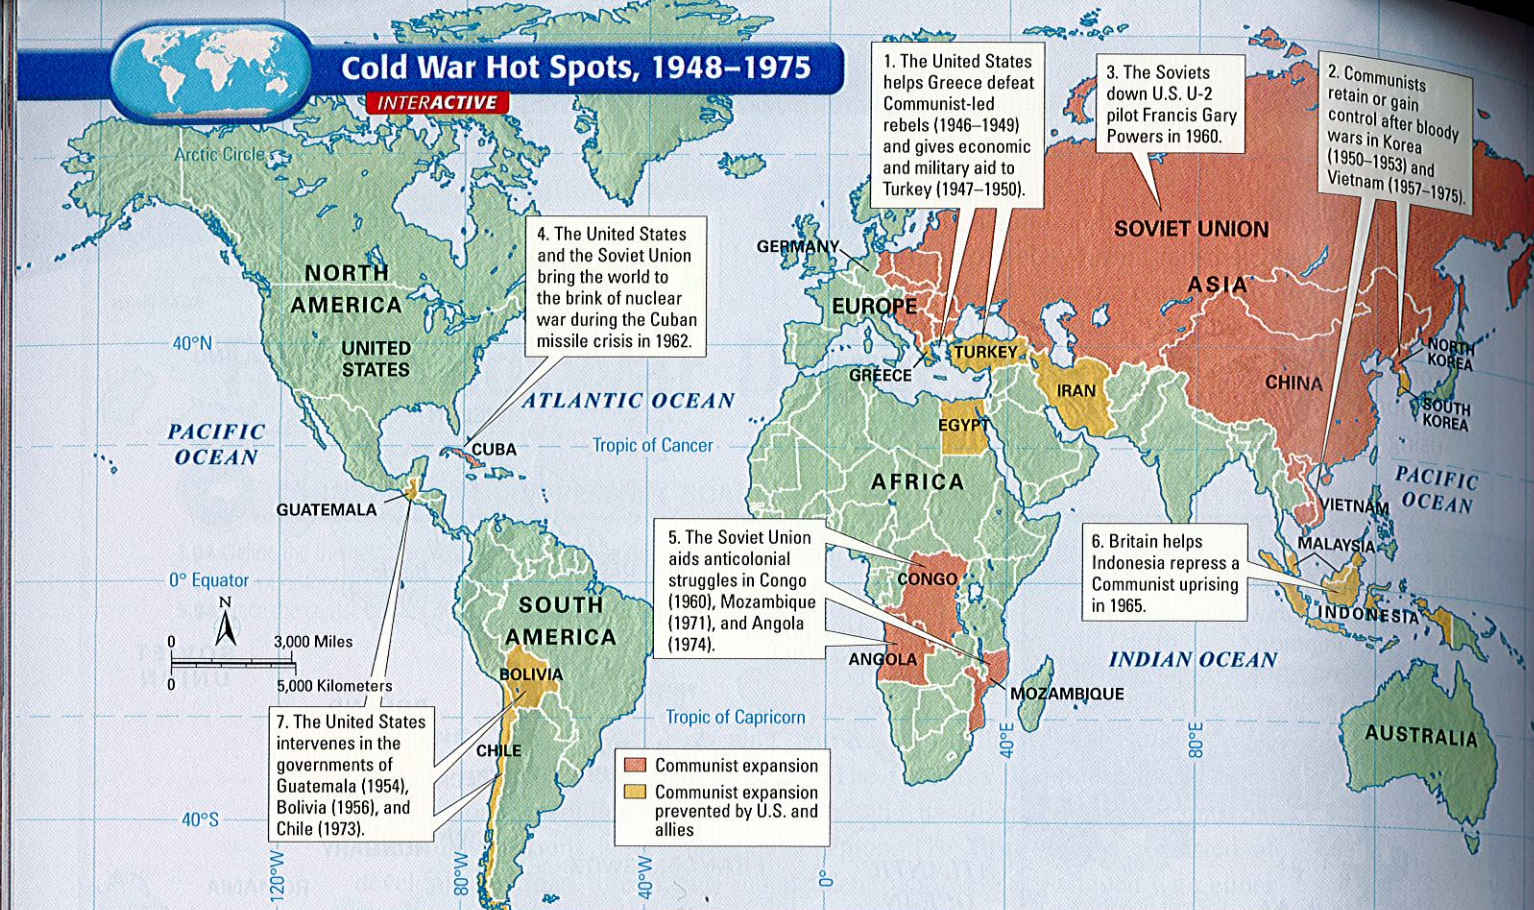 Cold War Hot Spots, 1948–1975
INTERACTIVE
1. The United States
helps Greece defeat
Communist-led
rebels (1946–1949)
and gives economic
and military aid to
Turkey (1947–1950).
3. The Soviets
down U.S. U-2
pilot Francis Gary
Powers in 1960.
2. Communists
retain or gain
control after bloody
wars in Korea
(1950–1953) and
Vietnam (1957–1975).
Arctic Circle
4. The United States
and the Soviet Union
bring the world to
the brink of nuclear
war during the Cuban
missile crisis in 1962.
NORTH
AMERICA
UNITED
STATES
40°N
GERMANY
EUROPE
SOVIET UNION
ASIA
TURKEY
GREECE
IRAN
CHINA
NORTH
KOREA
SOUTH
KOREA
ATLANTIC OCEAN
PACIFIC
OCEAN
EGYPT
Tropic of Cancer
CUBA
AFRICA
PACIFIC
OCEAN
GUATEMALA
VIETNAM
MALAYSIA
5. The Soviet Union
aids anticolonial
struggles in Congo
(1960), Mozambique
(1971), and Angola
(1974).
6. Britain helps
Indonesia repress a
Communist uprising
in 1965.
0° Equator
CONGO
INDONESIA
N
0 3,000 Miles
0 5,000 Kilometers
SOUTH
AMERICA
BOLIVIA
ANGOLA
INDIAN OCEAN
MOZAMBIQUE
Tropic of Capricorn
7. The United States
intervenes in the
governments of
Guatemala (1954),
Bolivia (1956), and
Chile (1973).
CHILE
AUSTRALIA
Communist expansion
Communist expansion
prevented by U.S. and
allies
40°S
120°W
80°W
40°W
0°
40°E
80°E